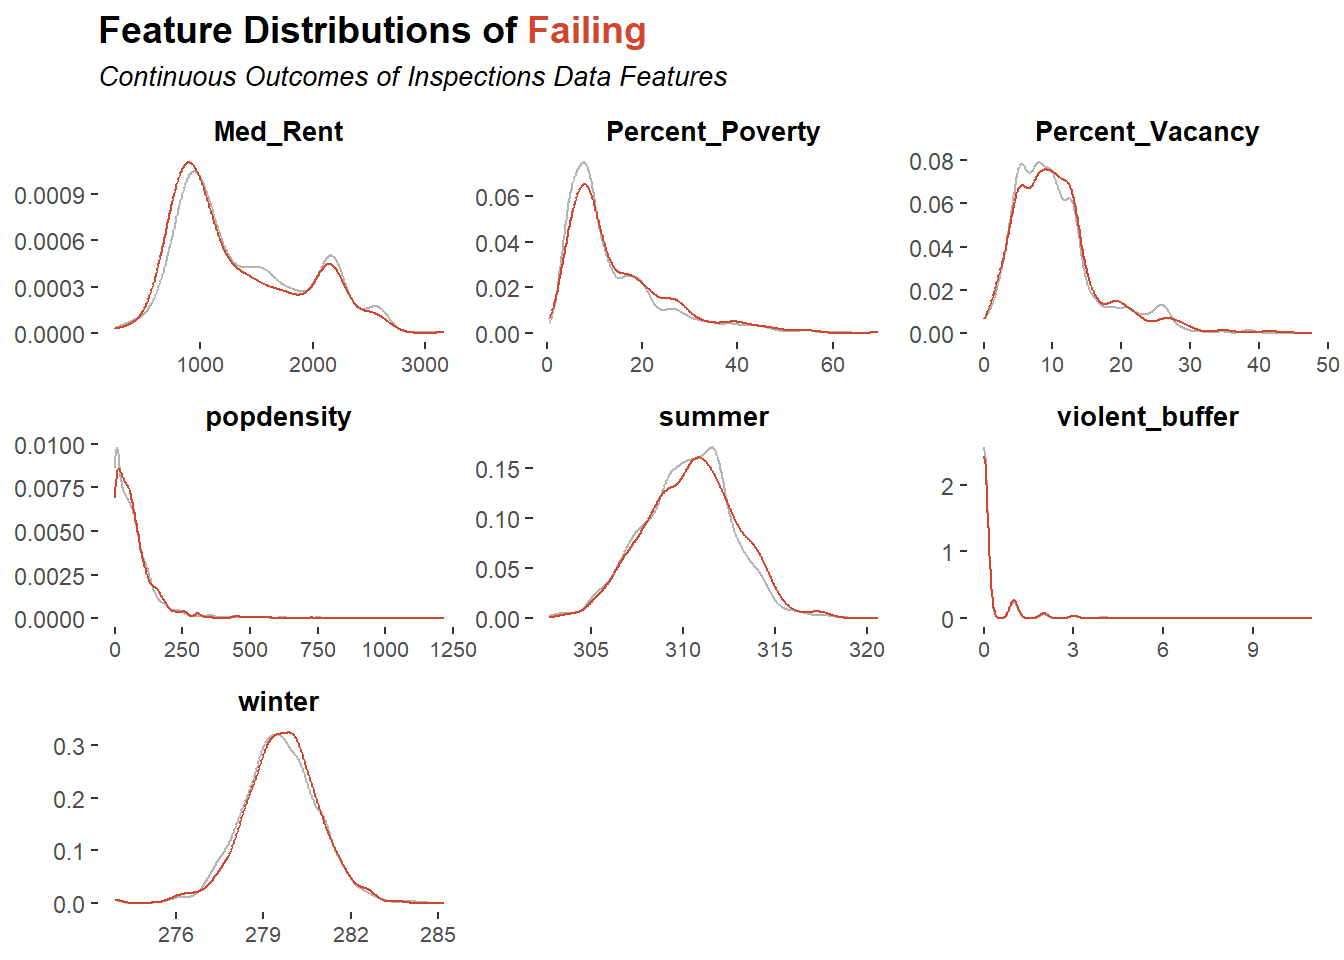 Feature Distributions of Failing
Continuous Outcomes of Inspections Data Features
Med_Rent
0.0009
0.0006
0.0003
0.0000
1000 2000 3000
Percent_Poverty
0.06
0.04
0.02
0.00
0 20 40 60
Percent_Vacancy
0.08
0.06
0.04
0.02
0.00
0 10 20 30 40 50
popdensity
0.0100
0.0075
0.0050
0.0025
0.0000
0 250 500 750 1000 1250
summer
0.15
0.10
0.05
0.00
305 310 315 320
violent_buffer
2
1
0
0 3 6 9
winter
0.3
0.2
0.1
0.0
276 279 282 285